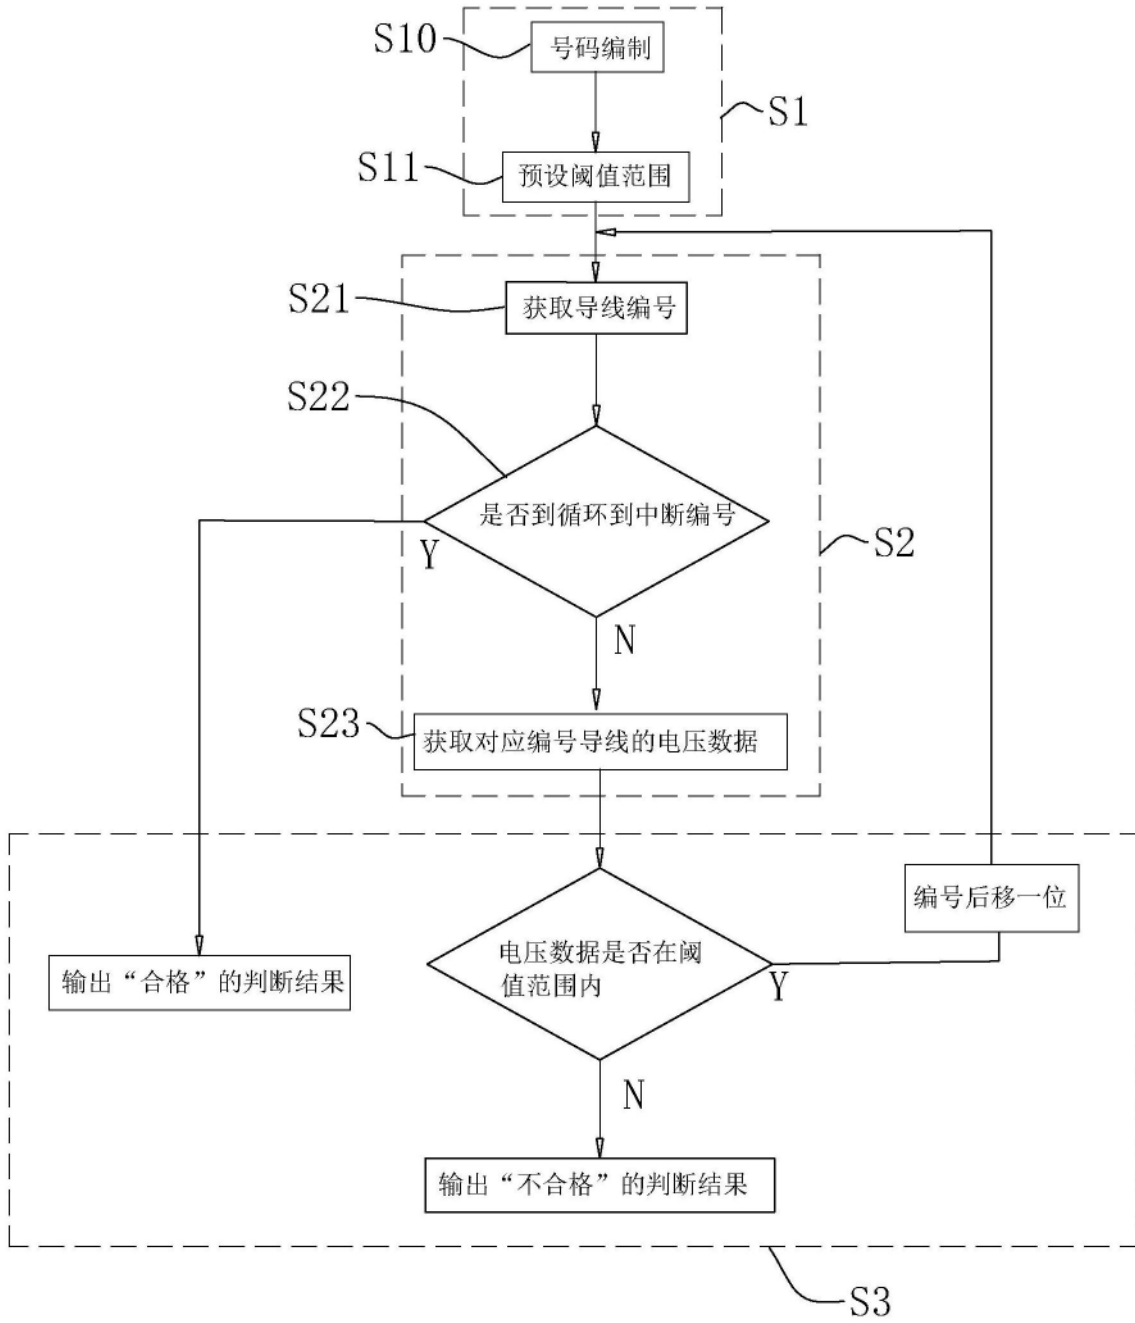 S10
号码编制
S1
S11
预设阈值范围
S21
获取导线编号
S22
是否到循环到中断编号
S2
Y
N
S23
获取对应编号导线的电压数据
编号后移一位
电压数据是否在阈
值范围内
Y
输出“合格”的判断结果
N
输出“不合格”的判断结果
S3